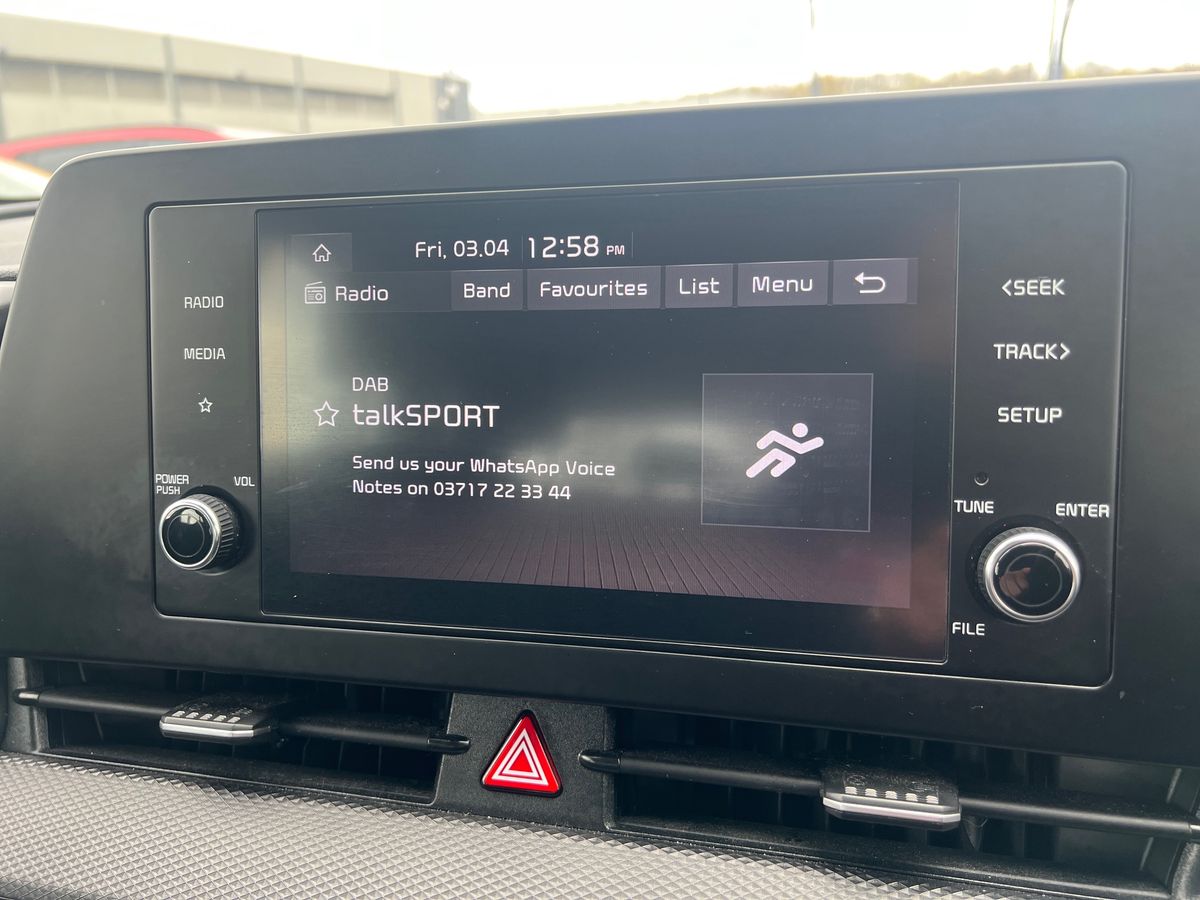 Fri, 03.04 12:58 PM
Radio Band Favourites List Menu
DAB
talkSPORT
Send us your WhatsApp Voice
Notes on 03717 22 33 44
RADIO
MEDIA
POWER
PUSH
VOL
<SEEK
TRACK>
SETUP
TUNE
ENTER
FILE